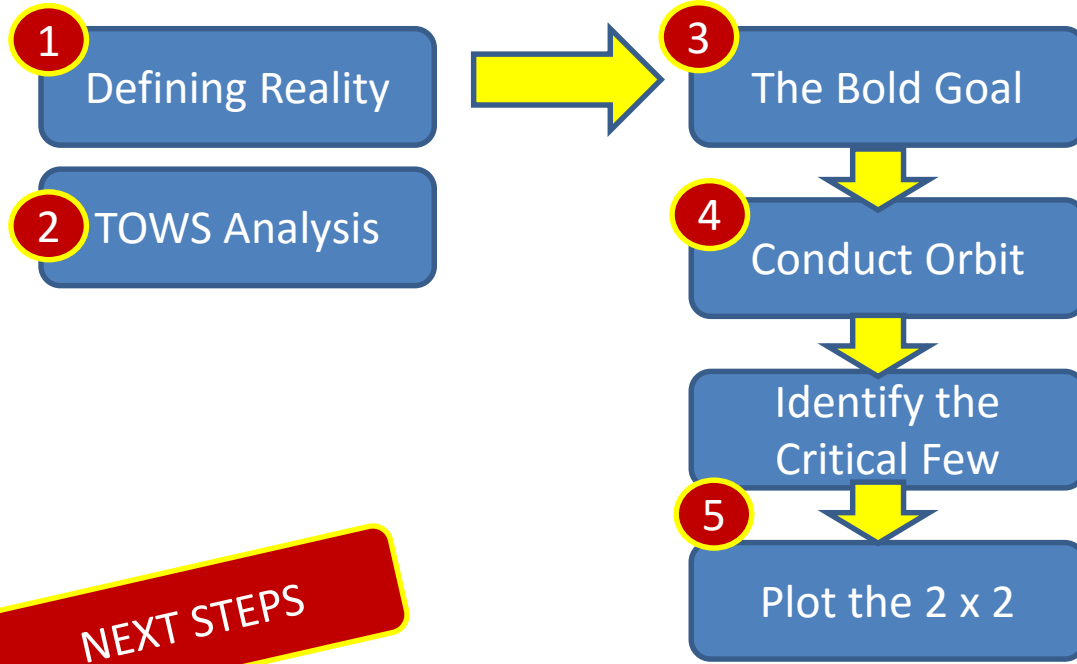 1
Defining Reality
2
TOWS Analysis
3
The Bold Goal
4
Conduct Orbit
Identify the
Critical Few
5
Plot the 2 x 2
NEXT STEPS